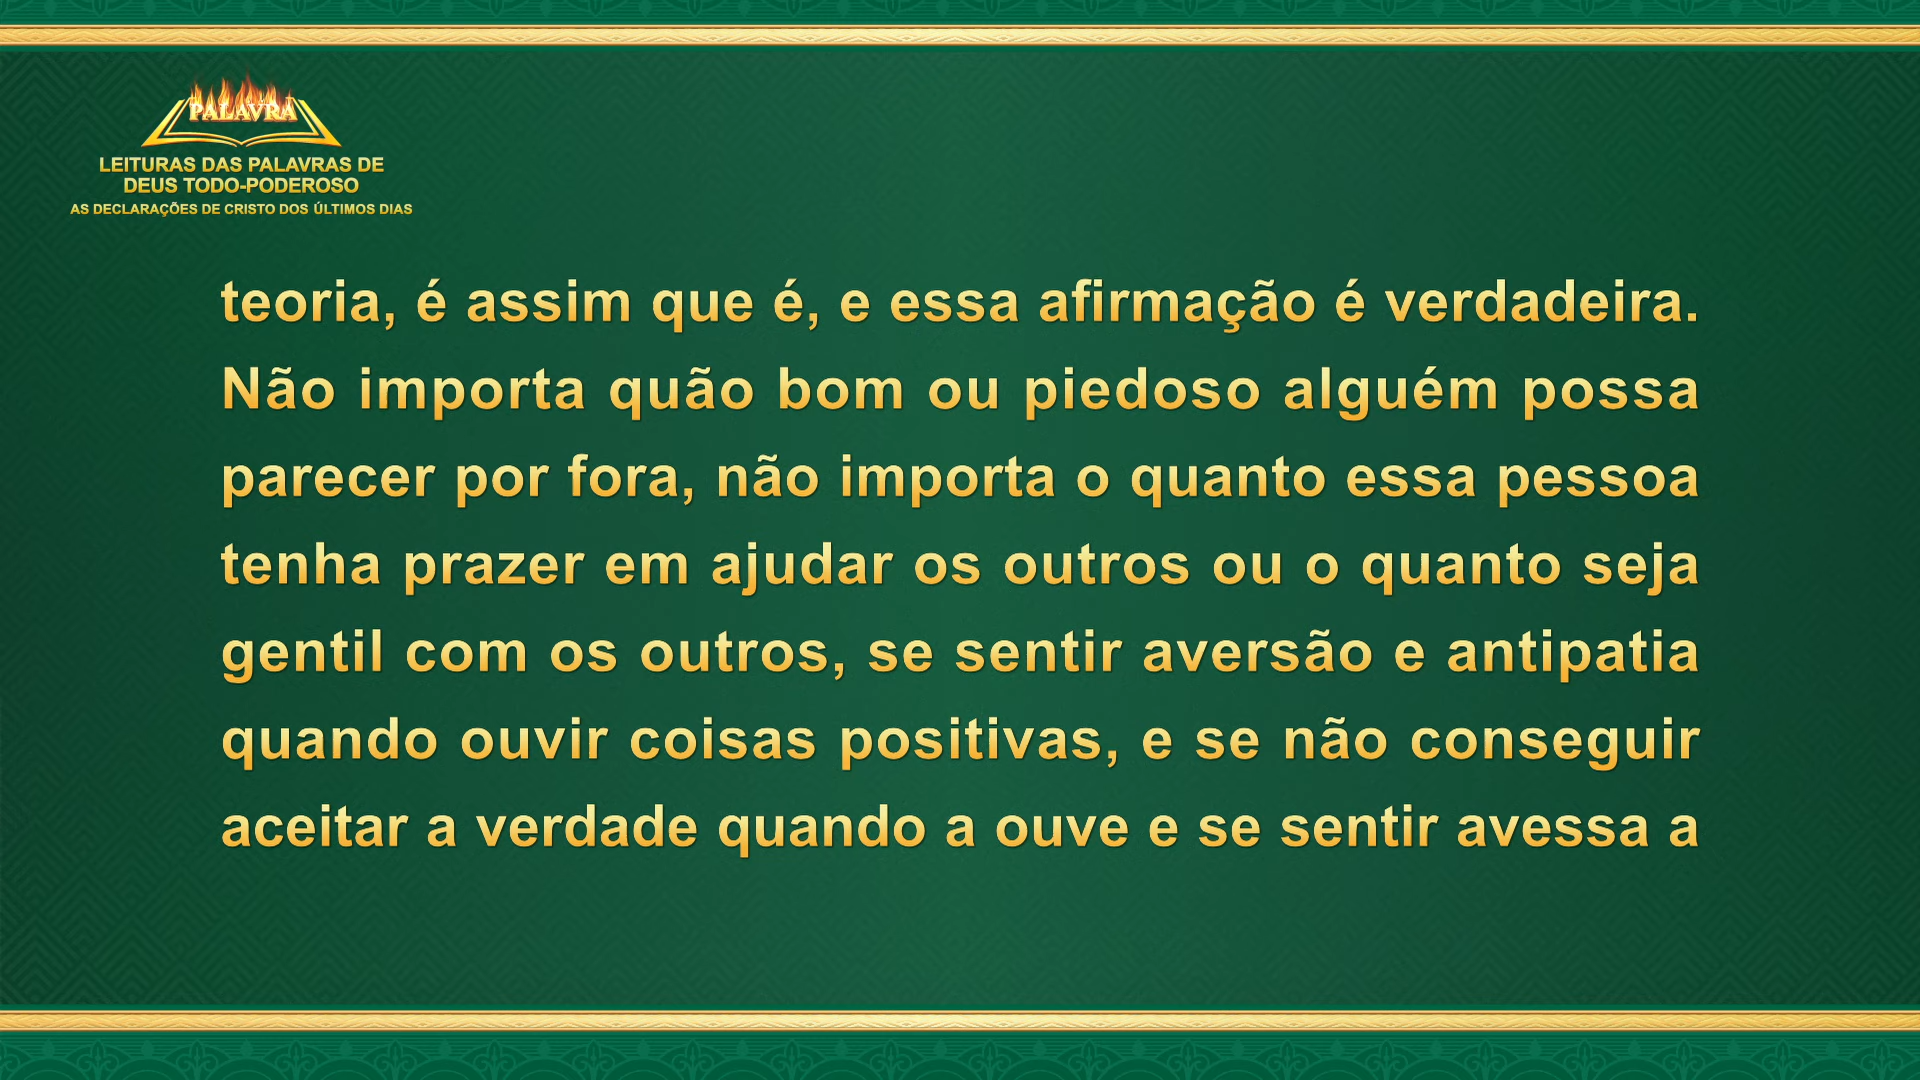 PALAVRA
LEITURAS DAS PALAVRAS DE
DEUS TODO-PODEROSO
AS DECLARAÇÕES DE CRISTO DOS ÚLTIMOS DIAS
teoria, é assim que é, e essa afirmação é verdadeira.
Não importa quão bom ou piedoso alguém possa
parecer por fora, não importa o quanto essa pessoa
tenha prazer em ajudar os outros ou o quanto seja
gentil com os outros, se sentir aversão e antipatia
quando ouvir coisas positivas, e se não conseguir
aceitar a verdade quando a ouve e se sentir avessa a